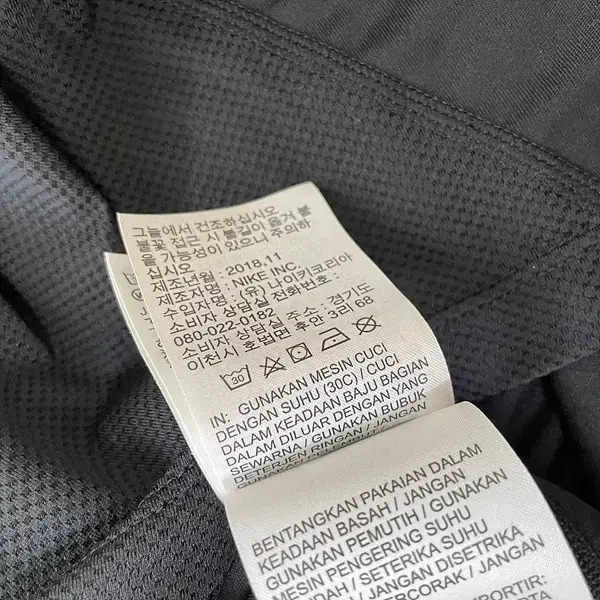 그늘에서 건조하십시오
불꽃 접근 시 불길이 옮겨 붙
을 가능성이 있으니 주의하
십시오
제조년월 : 2018.11
제조자명 : NIKE INC.
수입자명 : (유) 나이키코리아
소비자 상담실 전화번호 :
080-022-0182
소비자 상담실 주소 : 경기도
이천시 호법면 후안 3리 68
30
IN: GUNAKAN MESIN CUCI
DENGAN SUHU (30C) / CUCI
DALAM KEADAAN BAJU BAGIAN
DALAM DILUAR DENGAN YANG
SEWARNA / GUNAKAN BUBUK
DETERJEN RINGAN / JANGAN
GUNAKAN PELEMBUT
BENTANGKAN PAKAIAN DALAM
KEADAAN BASAH / JANGAN
GUNAKAN PEMUTIH / GUNAKAN
MESIN PENGERING SUHU
/ SETERIKA SUHU
/ JANGAN DISETRIKA
/ JANGAN